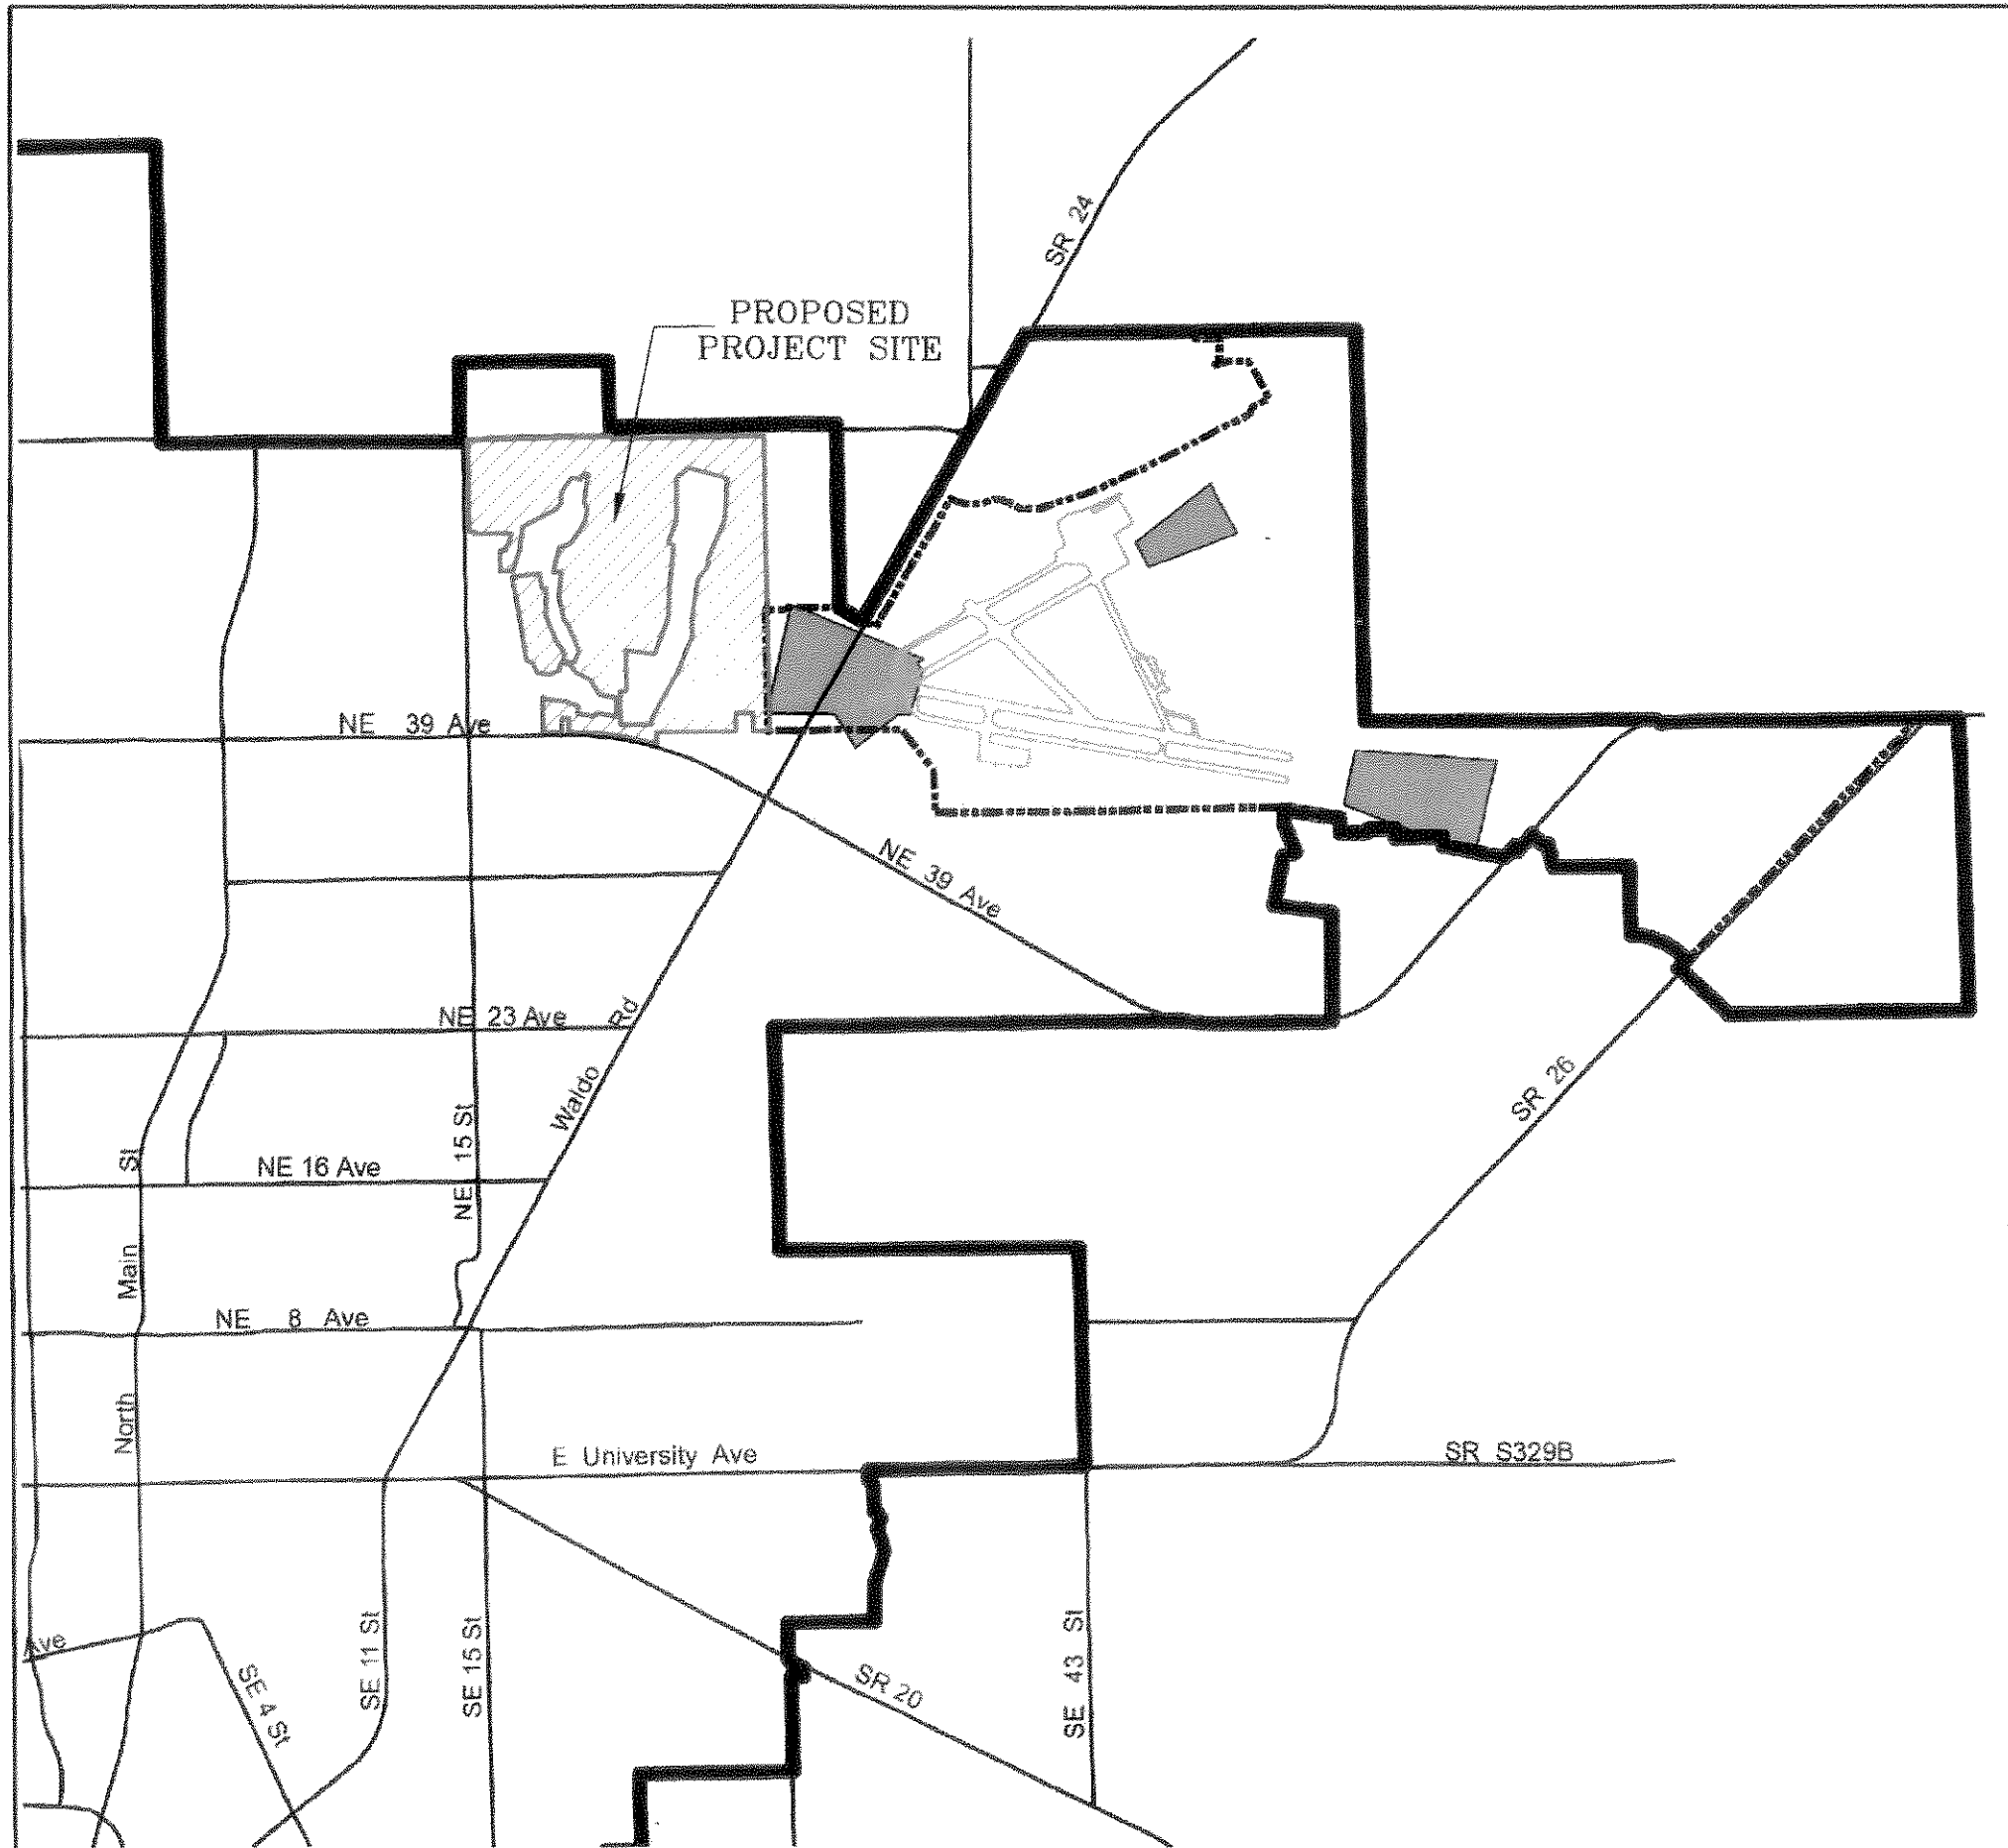 SR 24
PROPOSED
PROJECT SITE
NE 39 Ave
NE 39 Ave
NE 23 Ave
Waldo Rd
NE 15 St
NE 16 Ave
North Main St
NE 8 Ave
SR 26
E University Ave
SR S329B
Ave
SE 4 St
SE 11 St
SE 15 St
SR 20
SE 43 St